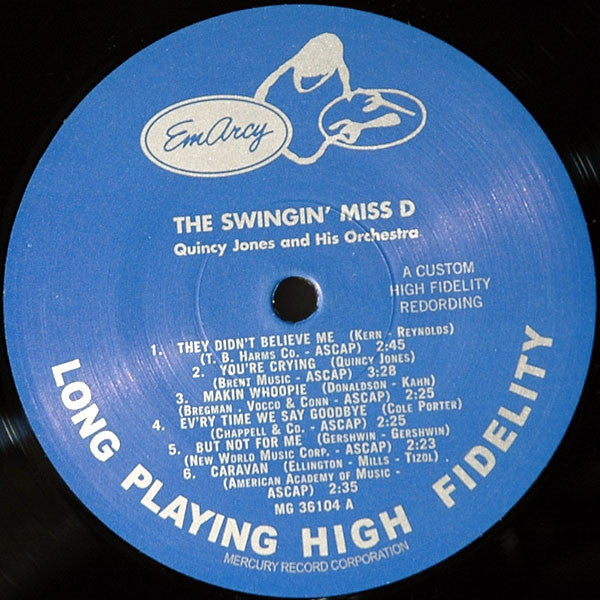 EmArcy
THE SWINGIN' MISS D
Quincy Jones and His Orchestra
A CUSTOM
HIGH FIDELITY
REDORDING
1. THEY DIDN'T BELIEVE ME (KERN - REYNOLDS)
(T. B. HARMS CO. - ASCAP) 2:45
2. YOU'RE CRYING (QUINCY JONES)
(BRENT MUSIC - ASCAP) 3:28
3. MAKIN WHOOPIE (DONALDSON - KAHN)
(BREGMAN - VOCCO & CONN - ASCAP) 2:25
4. EV'RY TIME WE SAY GOODBYE (COLE PORTER)
(CHAPPELL & CO. - ASCAP) 2:25
5. BUT NOT FOR ME (GERSHWIN - GERSHWIN)
(NEW WORLD MUSIC CORP. - ASCAP) 2:23
6. CARAVAN (ELLINGTON - MILLS - TIZOL)
(AMERICAN ACADEMY OF MUSIC -
ASCAP) 2:35
MG 36104 A
LONG PLAYING HIGH FIDELITY
MERCURY RECORD CORPORATION